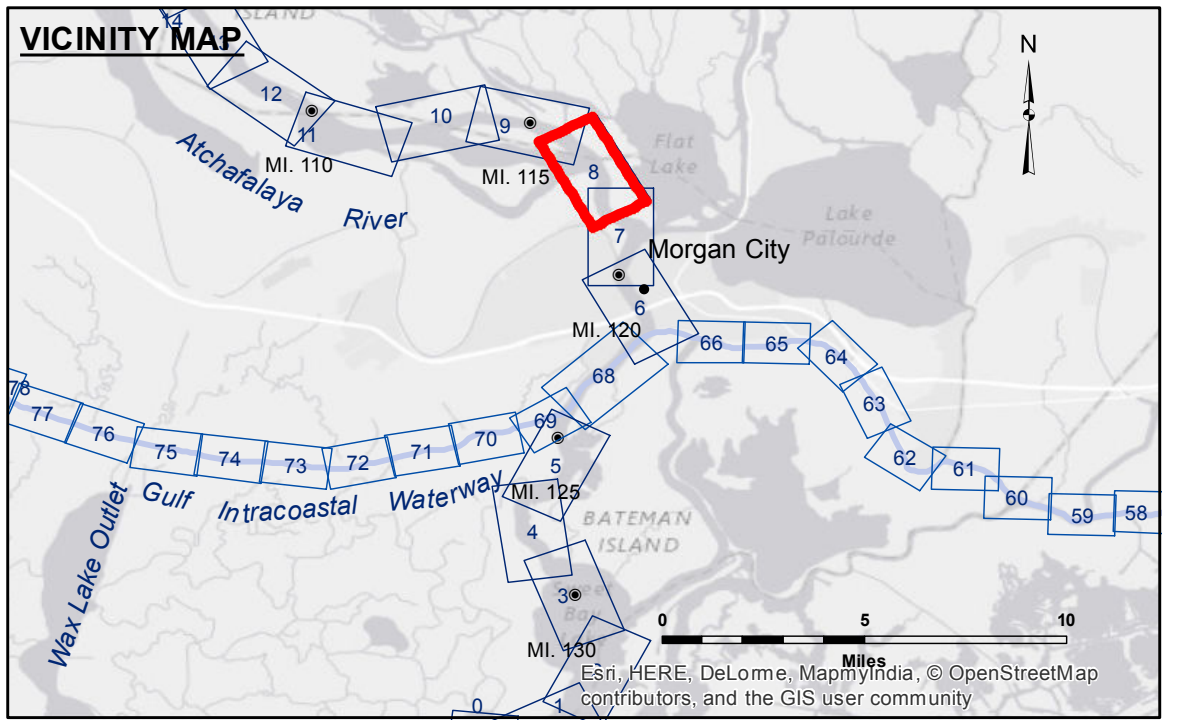 ISLAND
VICINITY MAP
14
N
12
10
9
11
MI. 110
Atchafalaya River
MI. 115
8
Flat
Lake
Lake
Palourde
7
Morgan City
6
MI. 120
66
65
64
68
63
78
77
76
75
74
73
72
71
70
69
62
61
60
59
58
5
MI. 125
Wax Lake Outlet
Gulf Intracoastal Waterway
4
BATEMAN
ISLAND
3
Sweet
Bay
MI. 130
0
1
0 5 10
Miles
Esri, HERE, DeLorme, MapmyIndia, © OpenStreetMap
contributors, and the GIS user community